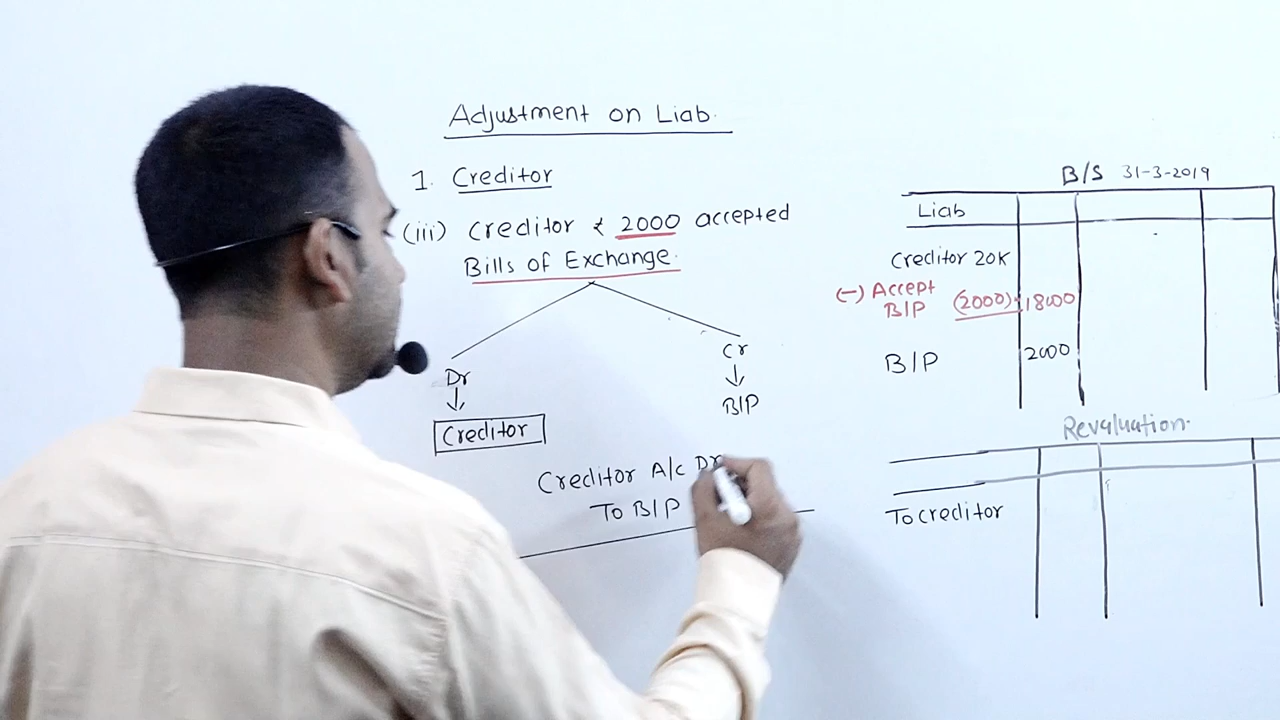 Adjustment on Liab.
1. Creditor
(iii) Creditor ₹ 2000 accepted
Bills of Exchange.
Dr
Creditor
Cr
B/P
Creditor A/c Dr
To B/P
B/S 31-3-2019
Liab
Creditor 20K
(-) Accept
B/P (2000) 18000
B/P 2000
Revaluation.
To creditor